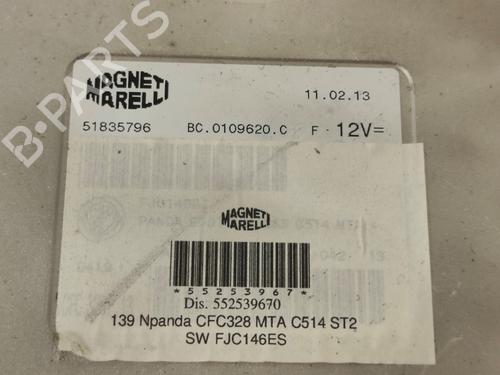 MAGNETI
MARELLI
11.02.13
51835796 BC.0109620.C F · 12V=
MAGNETI
MARELLI
*55253967*
Dis. 552539670
139 Npanda CFC328 MTA C514 ST2
SW FJC146ES
B-PARTS